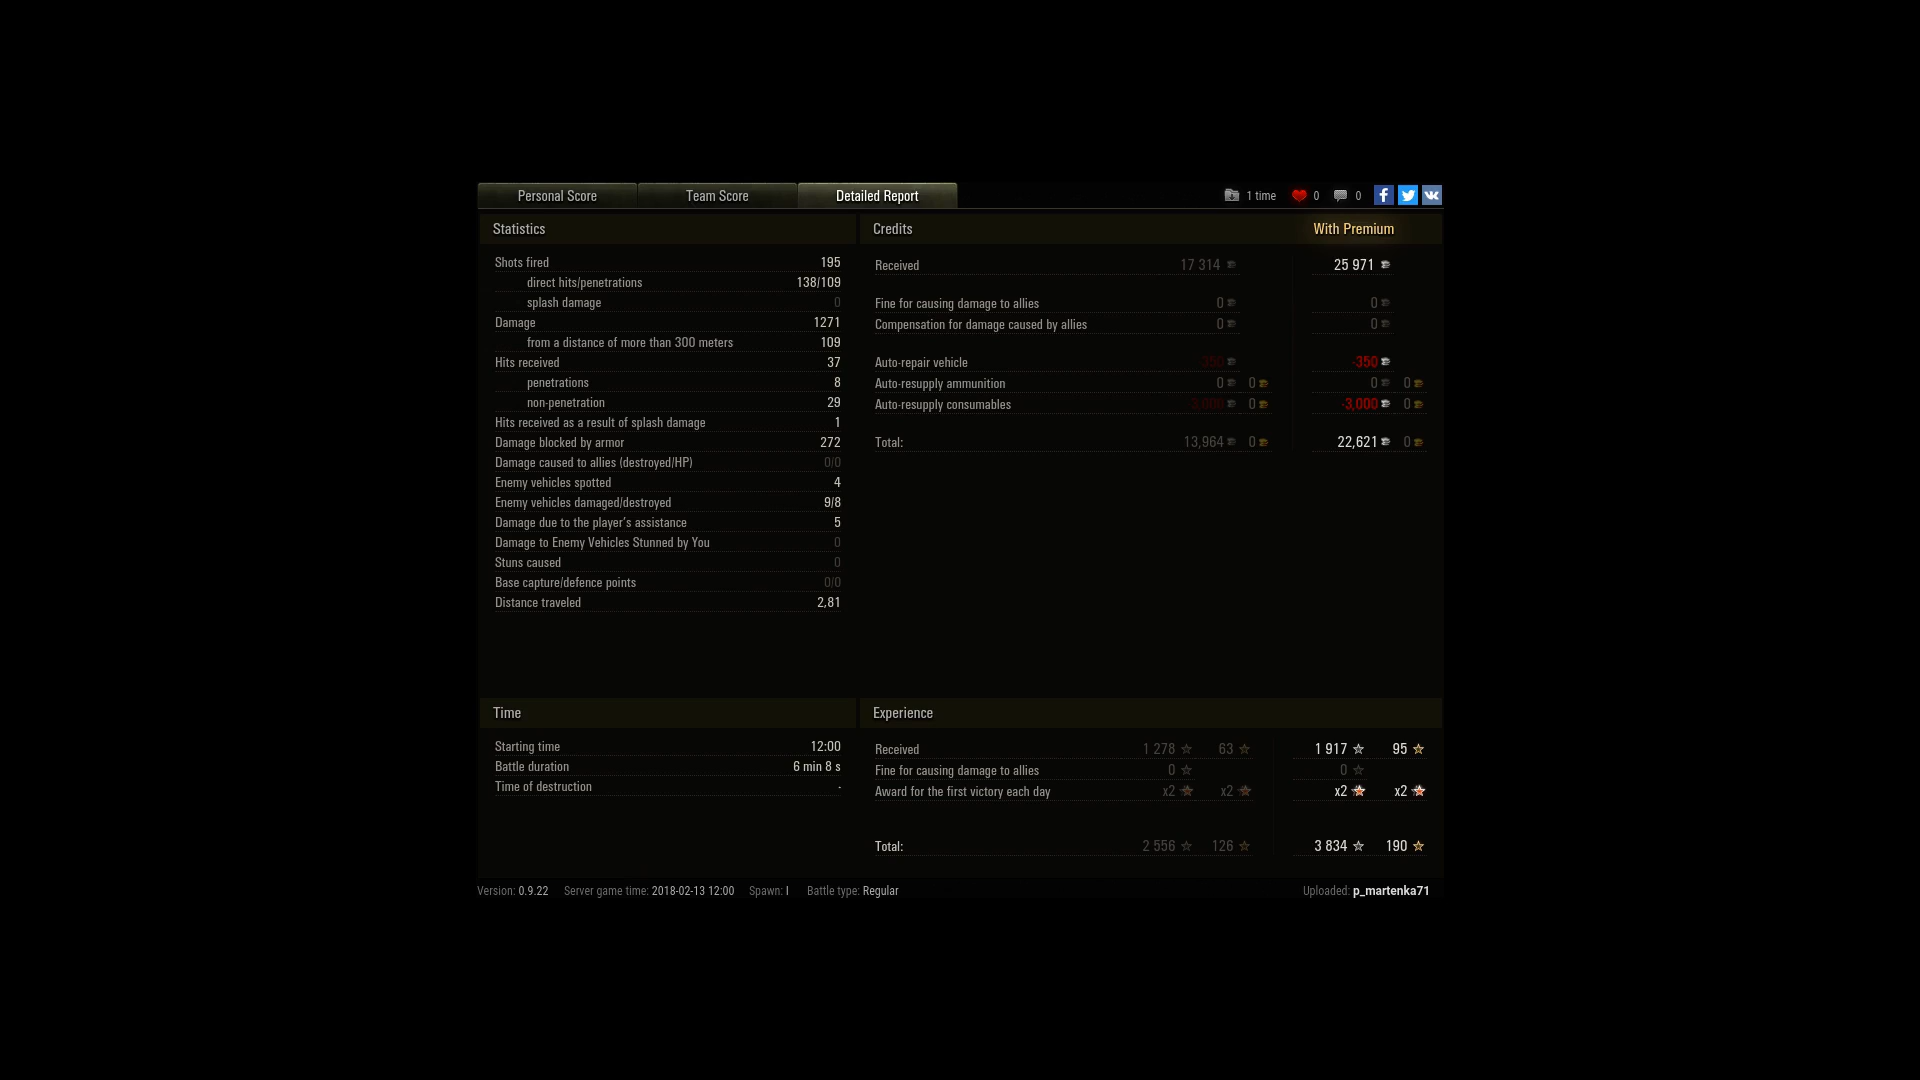 Personal Score Team Score Detailed Report 1 time 0 0
Statistics
Shots fired 195
direct hits/penetrations 138/109
splash damage 0
Damage 1271
from a distance of more than 300 meters 109
Hits received 37
penetrations 8
non-penetration 29
Hits received as a result of splash damage 1
Damage blocked by armor 272
Damage caused to allies (destroyed/HP) 0/0
Enemy vehicles spotted 4
Enemy vehicles damaged/destroyed 9/8
Damage due to the player's assistance 5
Damage to Enemy Vehicles Stunned by You 0
Stuns caused 0
Base capture/defence points 0/0
Distance traveled 2,81
Credits With Premium
Received 17 314 25 971
Fine for causing damage to allies 0 0
Compensation for damage caused by allies 0 0
Auto-repair vehicle -350 -350
Auto-resupply ammunition 0 0 0 0
Auto-resupply consumables -3,000 0 -3,000 0
Total: 13,964 0 22,621 0
Time
Starting time 12:00
Battle duration 6 min 8 s
Time of destruction -
Experience
Received 1 278 63 1 917 95
Fine for causing damage to allies 0 0
Award for the first victory each day x2 x2 x2 x2
Total: 2 556 126 3 834 190
Version: 0.9.22 Server game time: 2018-02-13 12:00 Spawn: I Battle type: Regular Uploaded: p_martenka71